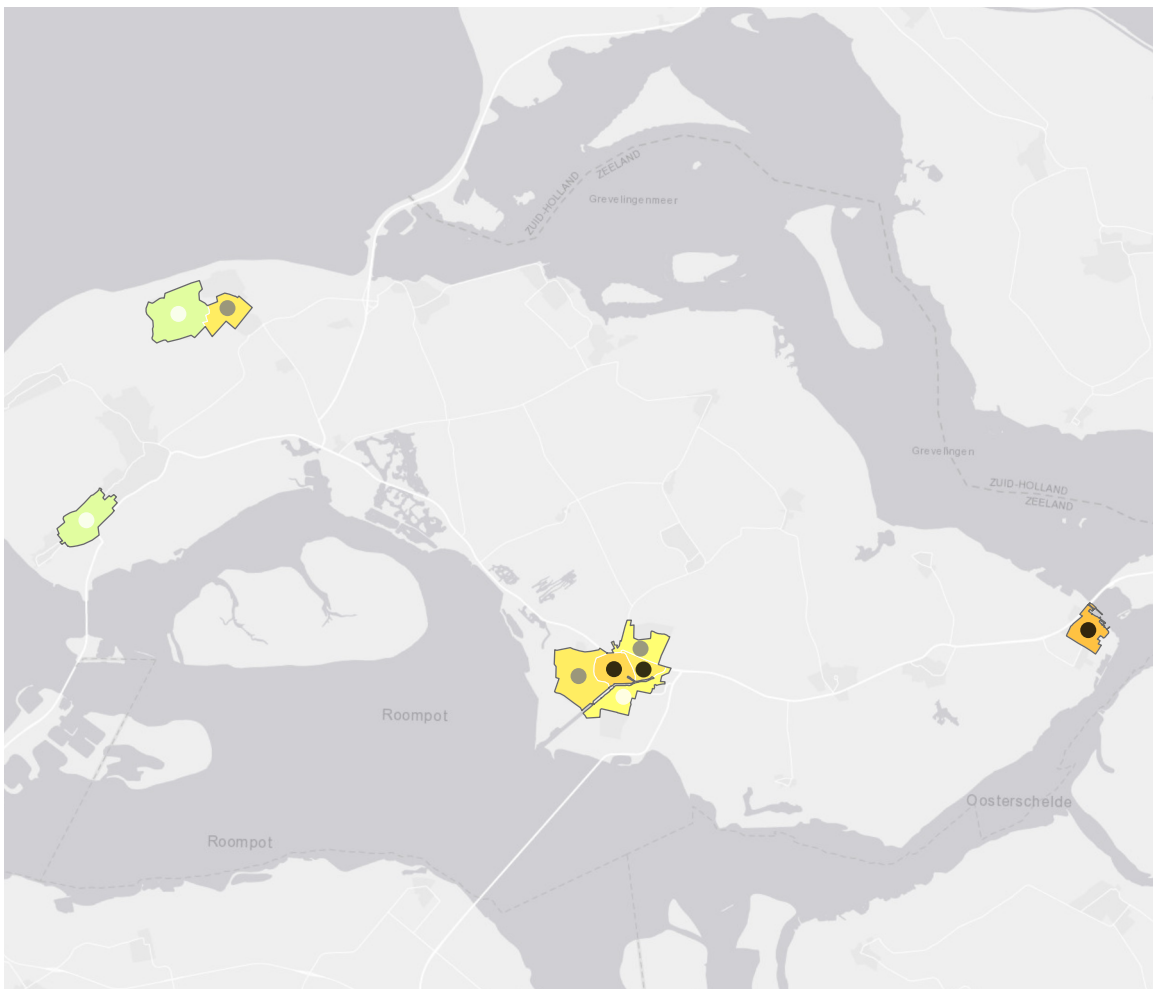 ZUID-HOLLAND
ZEELAND
Grevelingenmeer
Grevelingen
ZUID-HOLLAND
ZEELAND
Roompot
Oosterschelde
Roompot